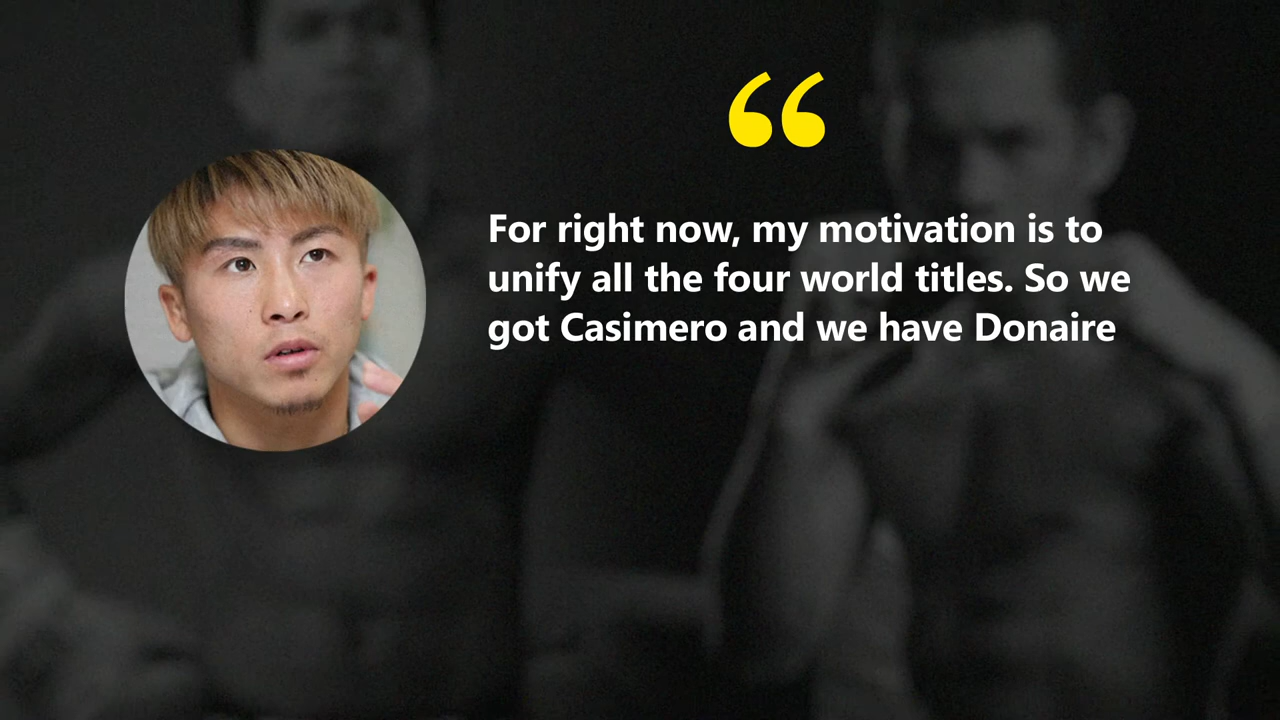 “
For right now, my motivation is to
unify all the four world titles. So we
got Casimero and we have Donaire